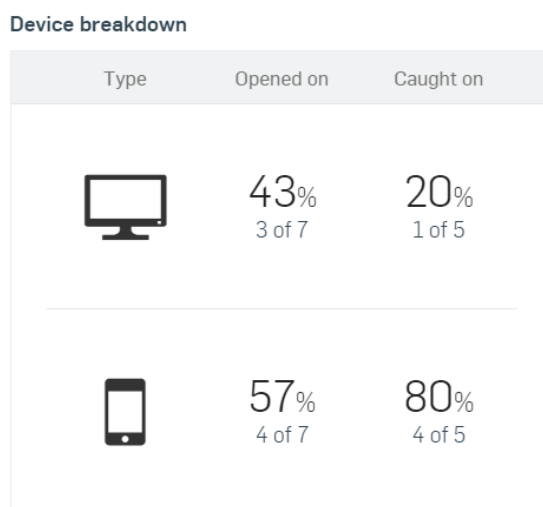 Device breakdown
Type Opened on Caught on
43% 20%
3 of 7 1 of 5
57% 80%
4 of 7 4 of 5